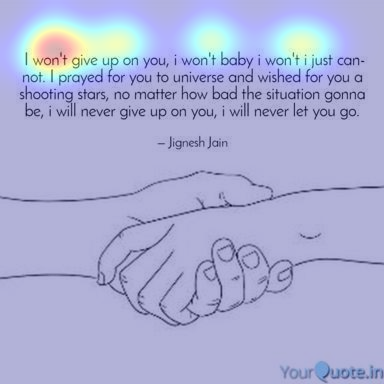 I won't give up on you, i won't baby i won't i just can-
not. I prayed for you to universe and wished for you a
shooting stars, no matter how bad the situation gonna
be, i will never give up on you, i will never let you go.
– Jignesh Jain
YourQuote.in